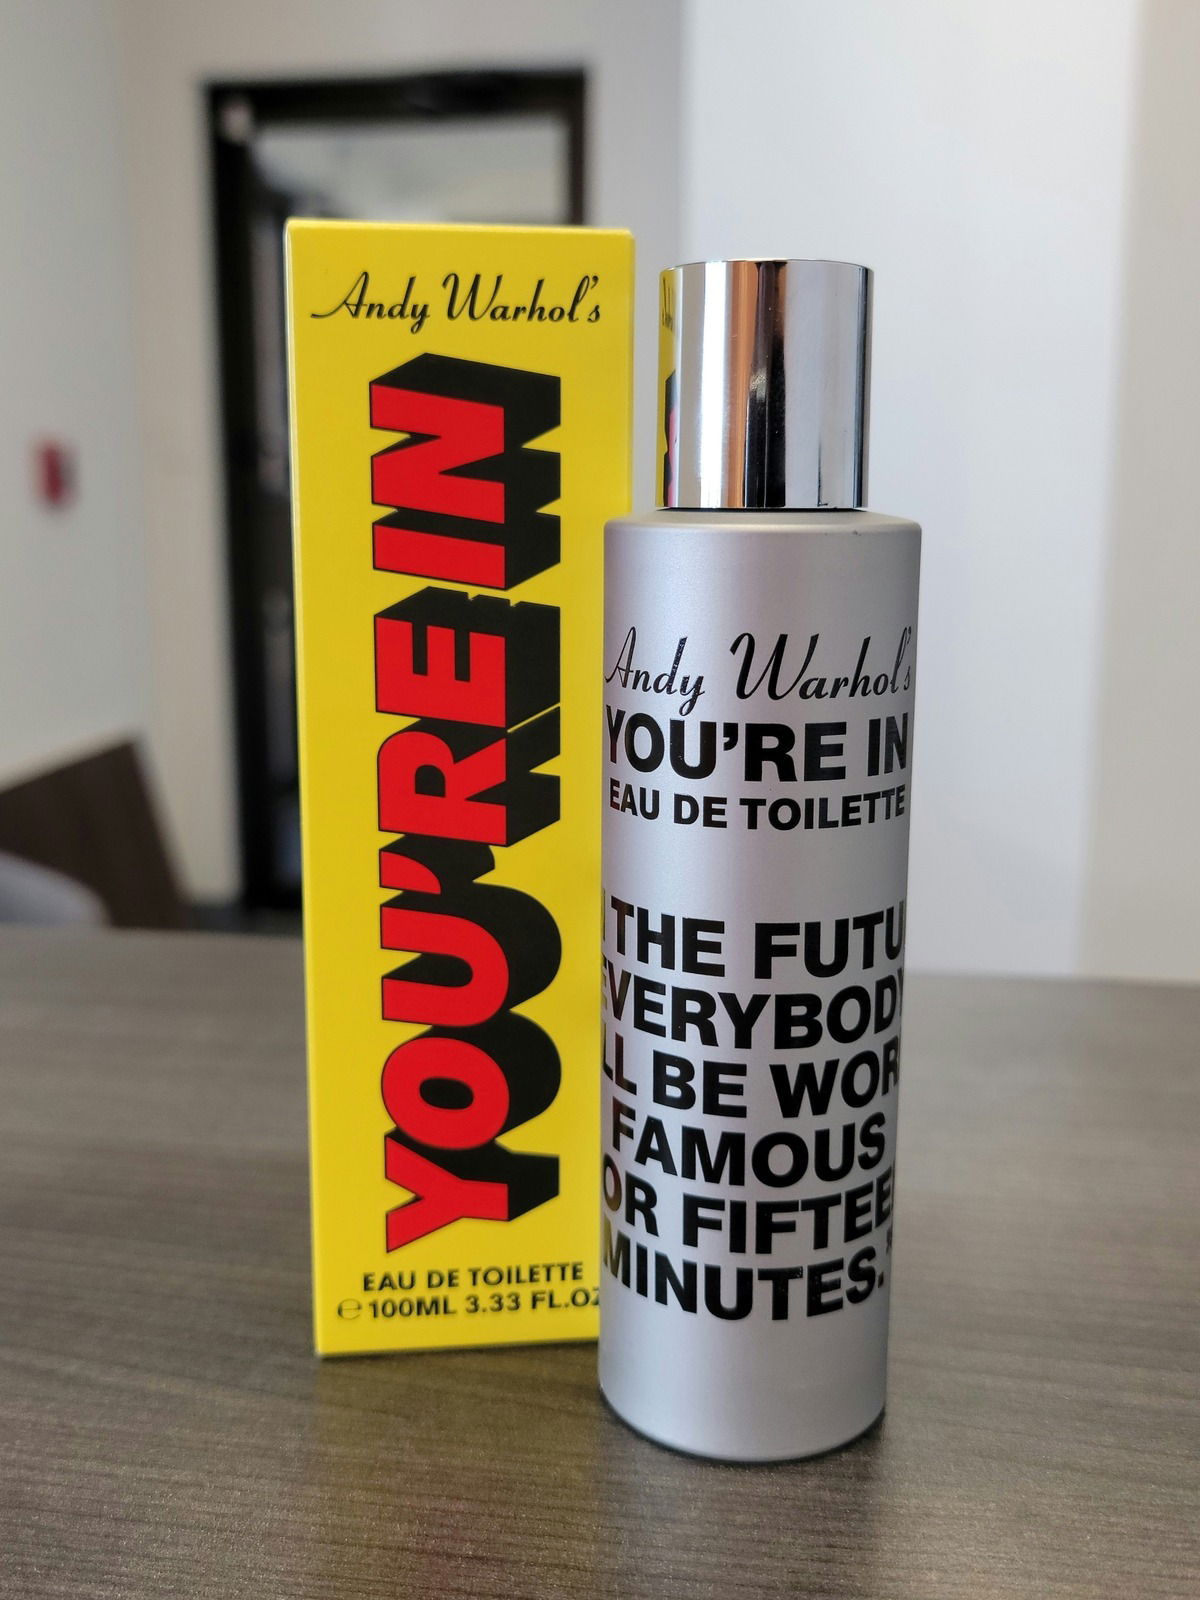 Andy Warhol's
YOU'RE IN
EAU DE TOILETTE
℮100ML 3.33 FL.OZ
Andy Warhol's
YOU'RE IN
EAU DE TOILETTE
THE FUTU
EVERYBODY
LL BE WOR
FAMOUS
OR FIFTEE
MINUTES.*